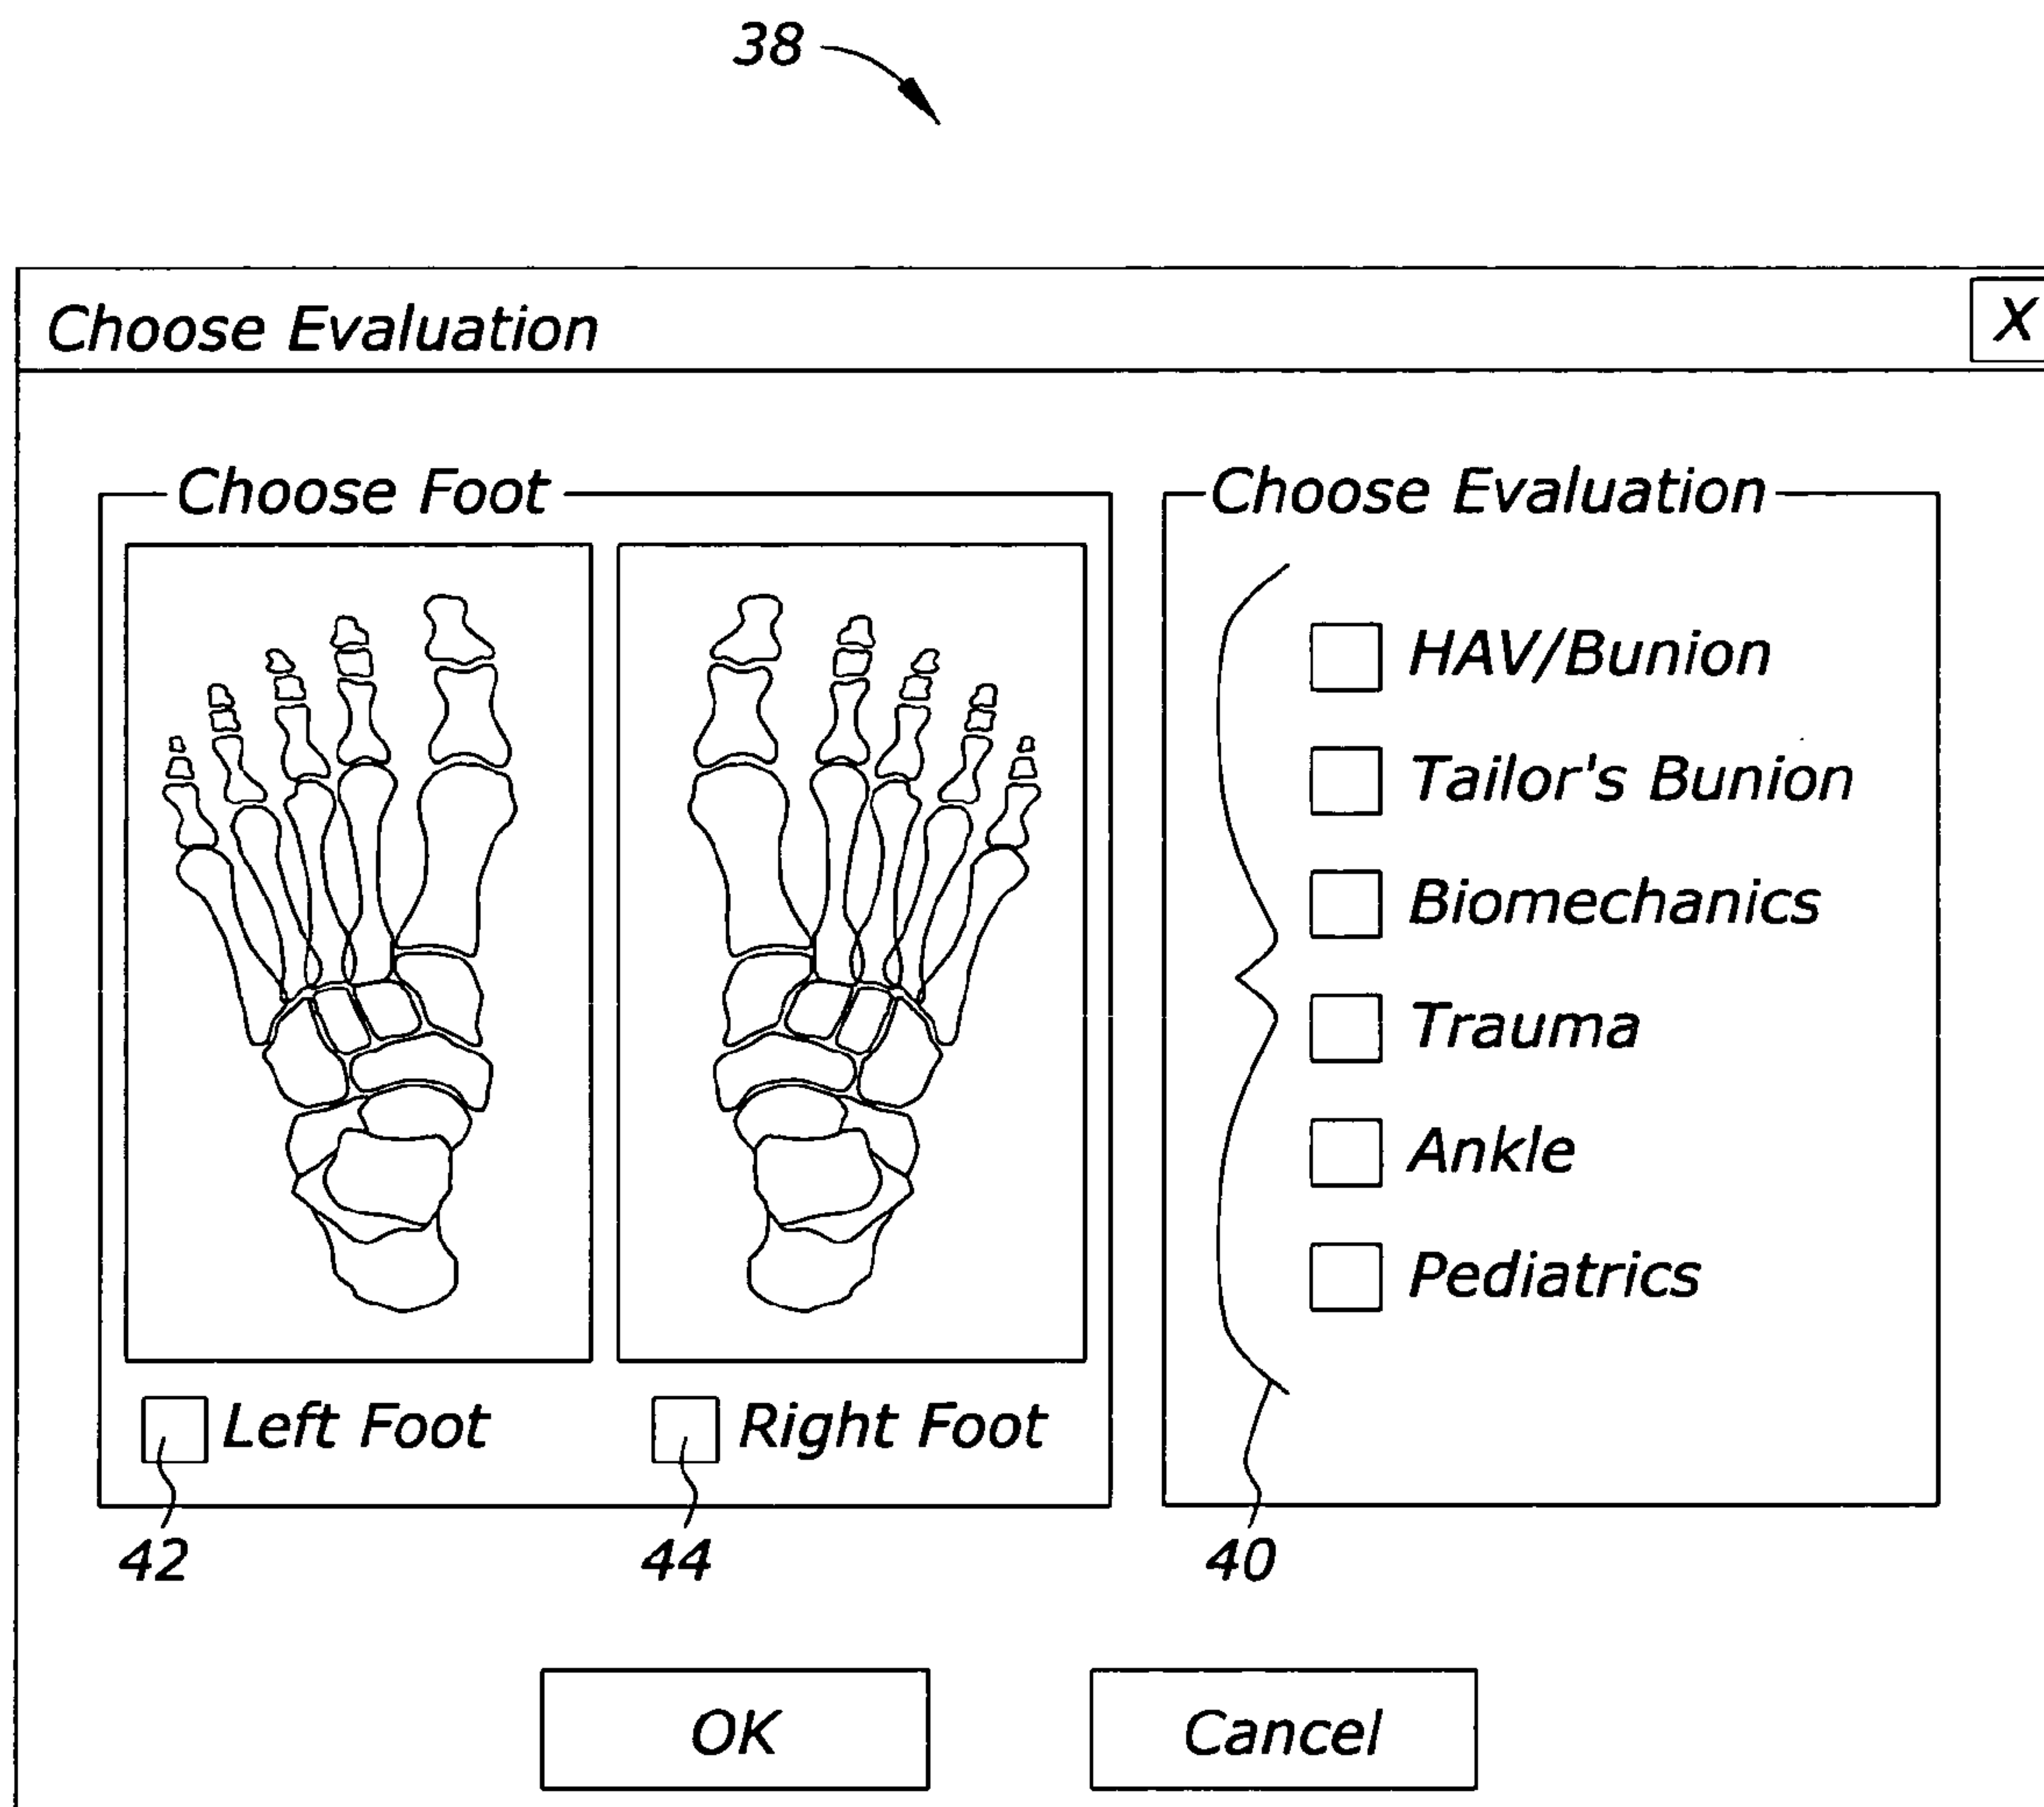 38
Choose Evaluation
X
Choose Foot
Left Foot
Right Foot
42
44
Choose Evaluation
HAV/Bunion
Tailor's Bunion
Biomechanics
Trauma
Ankle
Pediatrics
40
OK
Cancel